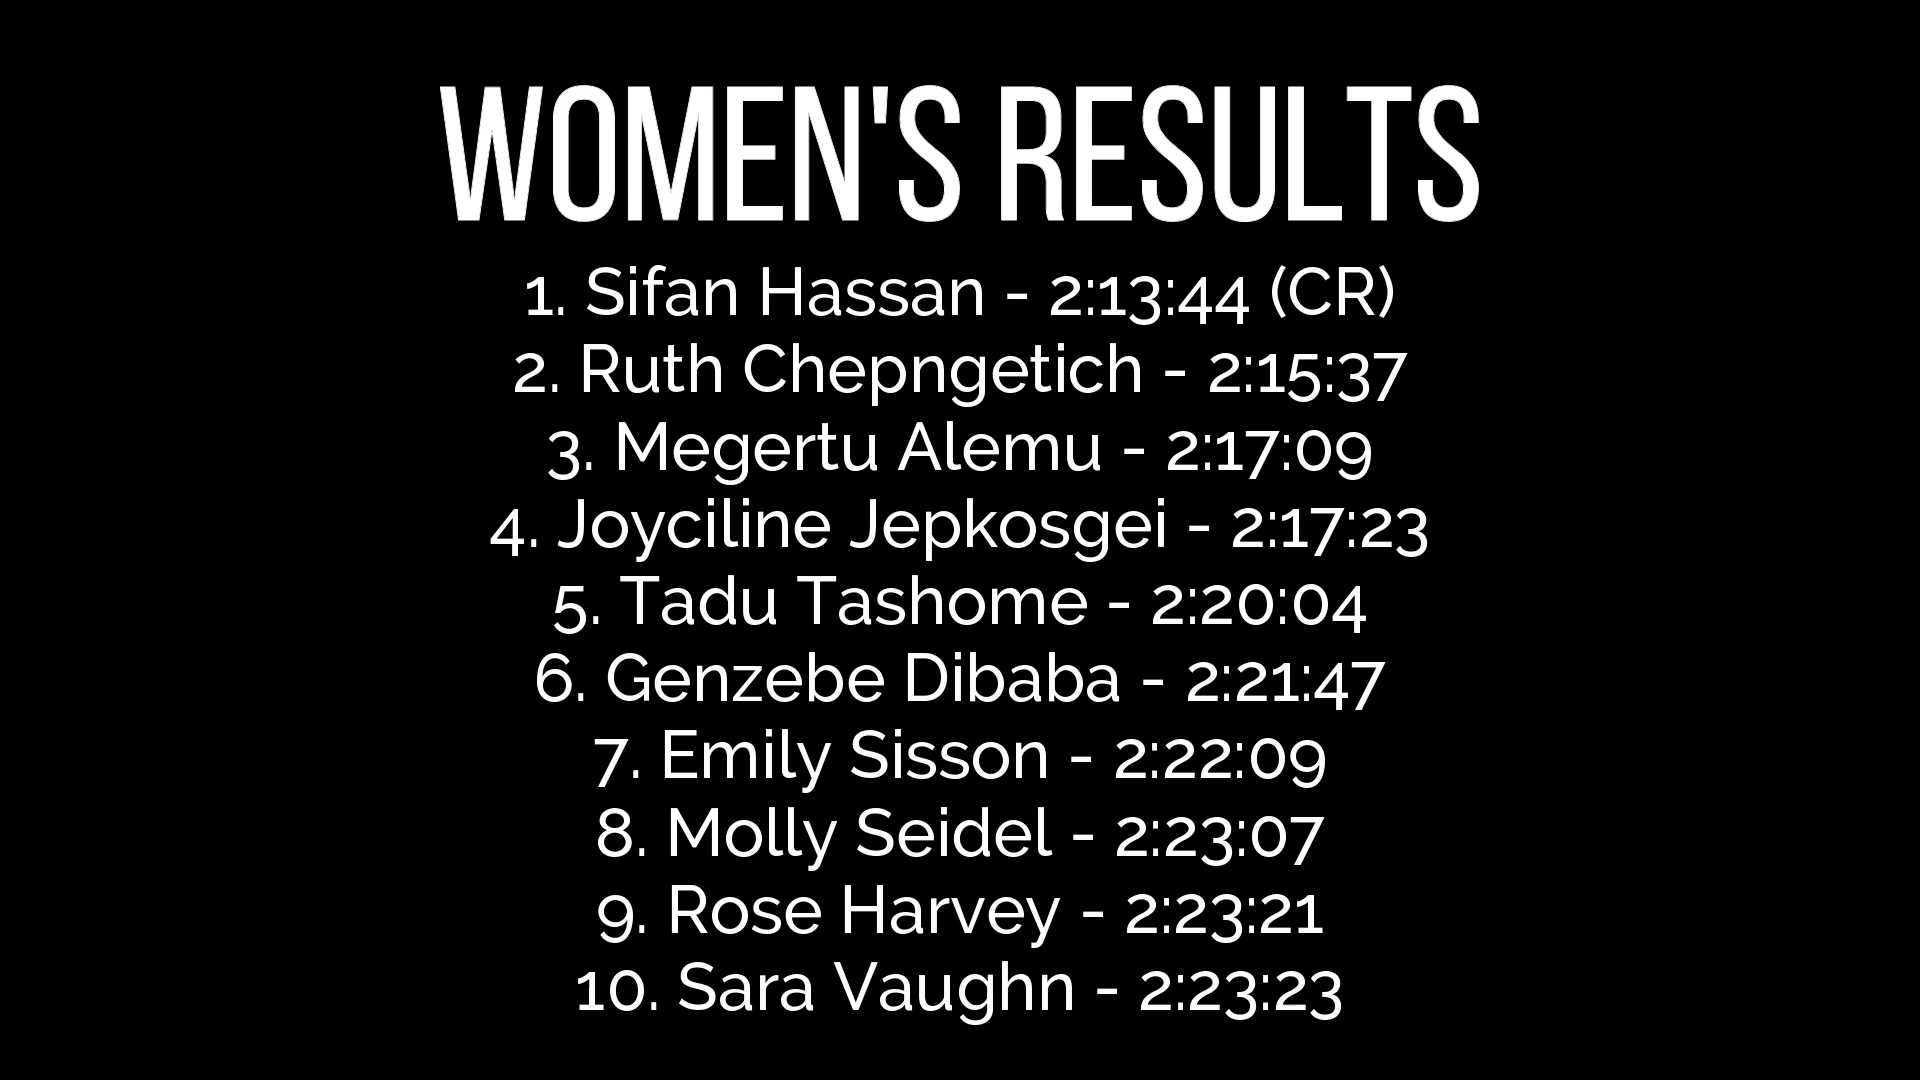 WOMEN'S RESULTS
1. Sifan Hassan - 2:13:44 (CR)
2. Ruth Chepngetich - 2:15:37
3. Megertu Alemu - 2:17:09
4. Joyciline Jepkosgei - 2:17:23
5. Tadu Tashome - 2:20:04
6. Genzebe Dibaba - 2:21:47
7. Emily Sisson - 2:22:09
8. Molly Seidel - 2:23:07
9. Rose Harvey - 2:23:21
10. Sara Vaughn - 2:23:23